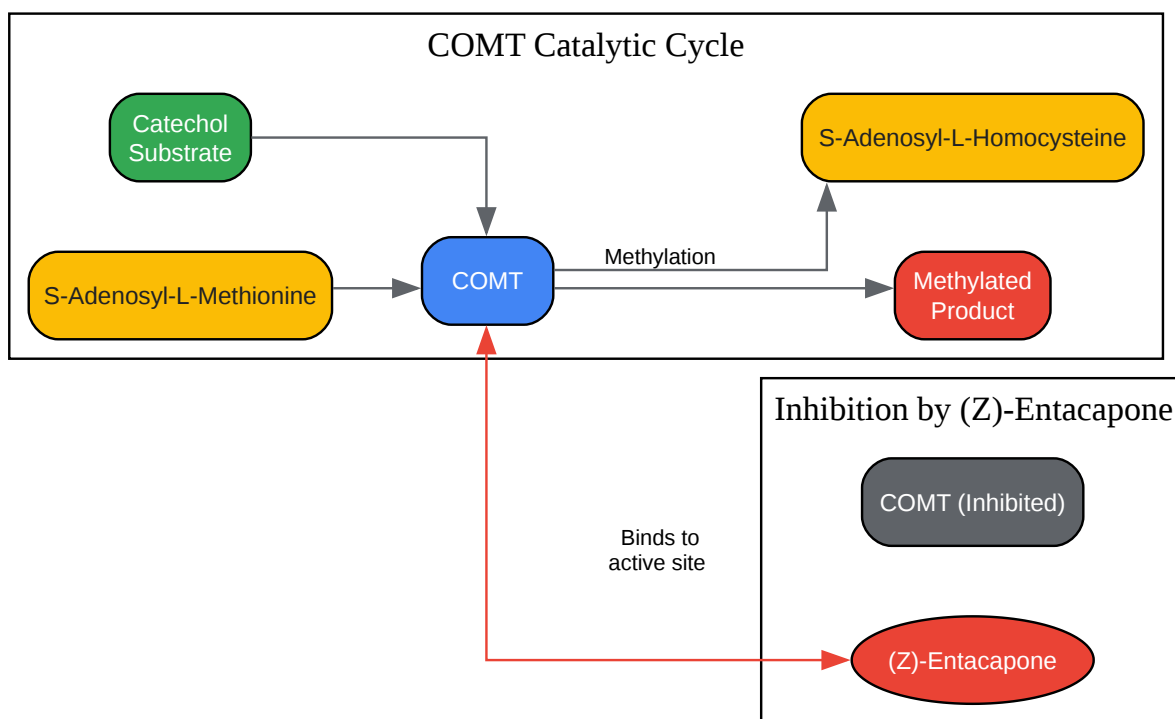 COMT Catalytic Cycle
Catechol
Substrate
S-Adenosyl-L-Homocysteine
S-Adenosyl-L-Methionine
COMT
Methylation
Methylated
Product
Inhibition by (Z)-Entacapone
COMT (Inhibited)
Binds to
active site
(Z)-Entacapone